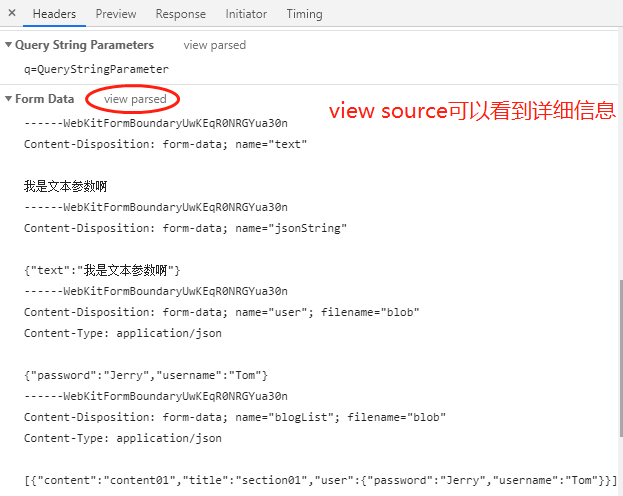 × Headers Preview Response Initiator Timing
▼Query String Parameters view parsed
q=QueryStringParameter
▼Form Data view parsed
view source可以看到详细信息
------WebKitFormBoundaryUwKEqR0NRGYua30n
Content-Disposition: form-data; name="text"
我是文本参数啊
------WebKitFormBoundaryUwKEqR0NRGYua30n
Content-Disposition: form-data; name="jsonString"
{"text":"我是文本参数啊"}
------WebKitFormBoundaryUwKEqR0NRGYua30n
Content-Disposition: form-data; name="user"; filename="blob"
Content-Type: application/json
{"password":"Jerry","username":"Tom"}
------WebKitFormBoundaryUwKEqR0NRGYua30n
Content-Disposition: form-data; name="blogList"; filename="blob"
Content-Type: application/json
[{"content":"content01","title":"section01","user":{"password":"Jerry","username":"Tom"}}]